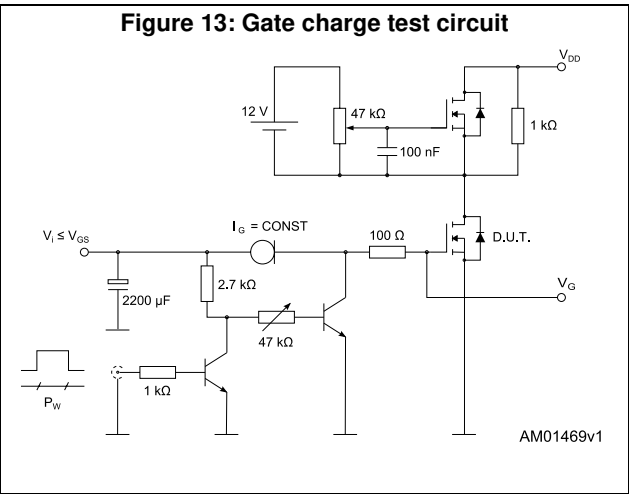 Figure 13: Gate charge test circuit
V_DD
12 V
47 kΩ
1 kΩ
100 nF
V_i ≤ V_GS
I_G = CONST
100 Ω
D.U.T.
2.7 kΩ
2200 μF
V_G
47 kΩ
1 kΩ
P_W
AM01469v1